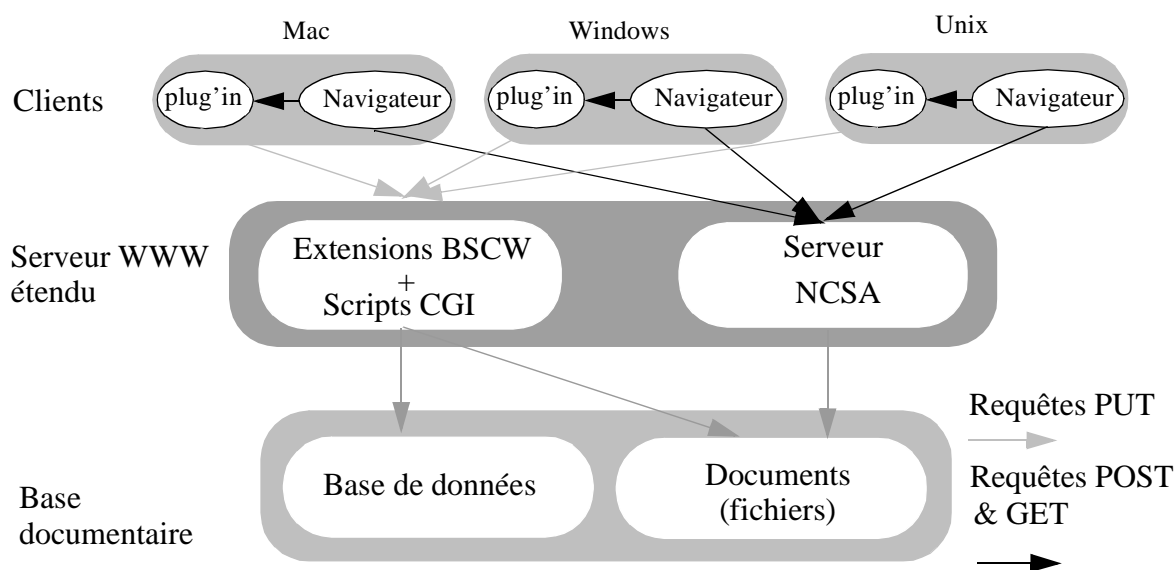 Mac
Windows
Unix
Clients
plug’in
Navigateur
plug’in
Navigateur
plug’in
Navigateur
Serveur WWW
étendu
Extensions BSCW
+
Scripts CGI
Serveur
NCSA
Base
documentaire
Base de données
Documents
(fichiers)
Requêtes PUT
Requêtes POST
& GET